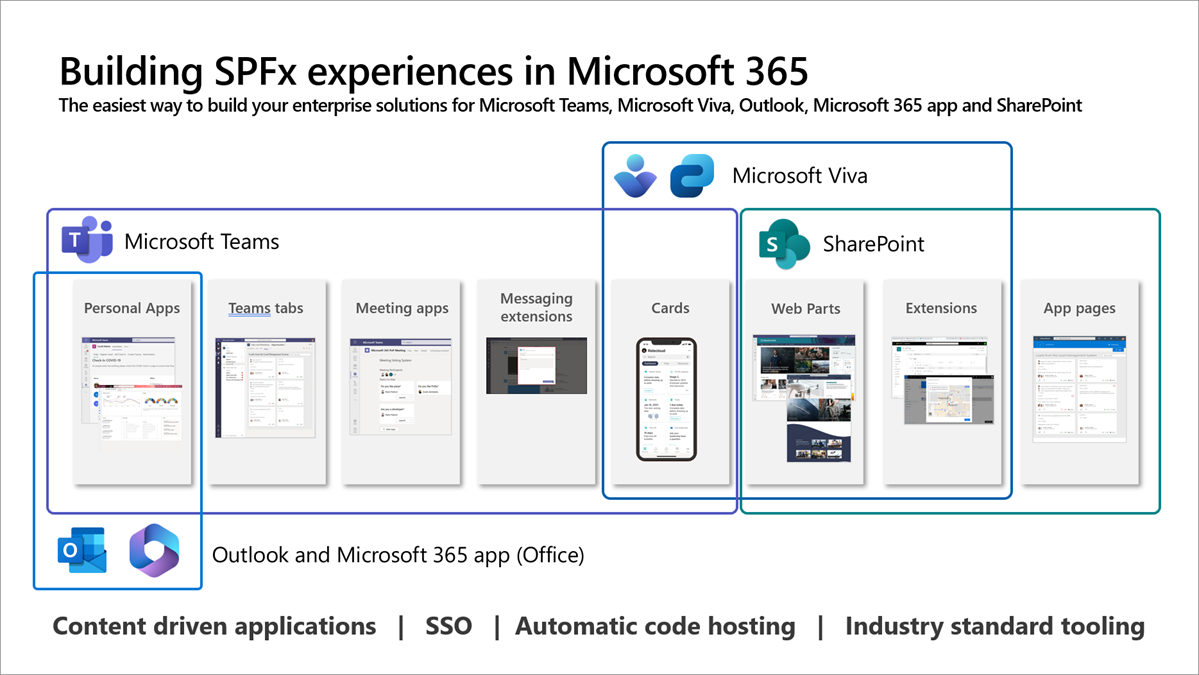 Building SPFx experiences in Microsoft 365
The easiest way to build your enterprise solutions for Microsoft Teams, Microsoft Viva, Outlook, Microsoft 365 app and SharePoint
Microsoft Viva
T
Microsoft Teams
S
SharePoint
Personal Apps
Teams tabs
Meeting apps
Messaging
extensions
Cards
Web Parts
Extensions
App pages
O
Outlook and Microsoft 365 app (Office)
Content driven applications | SSO | Automatic code hosting | Industry standard tooling